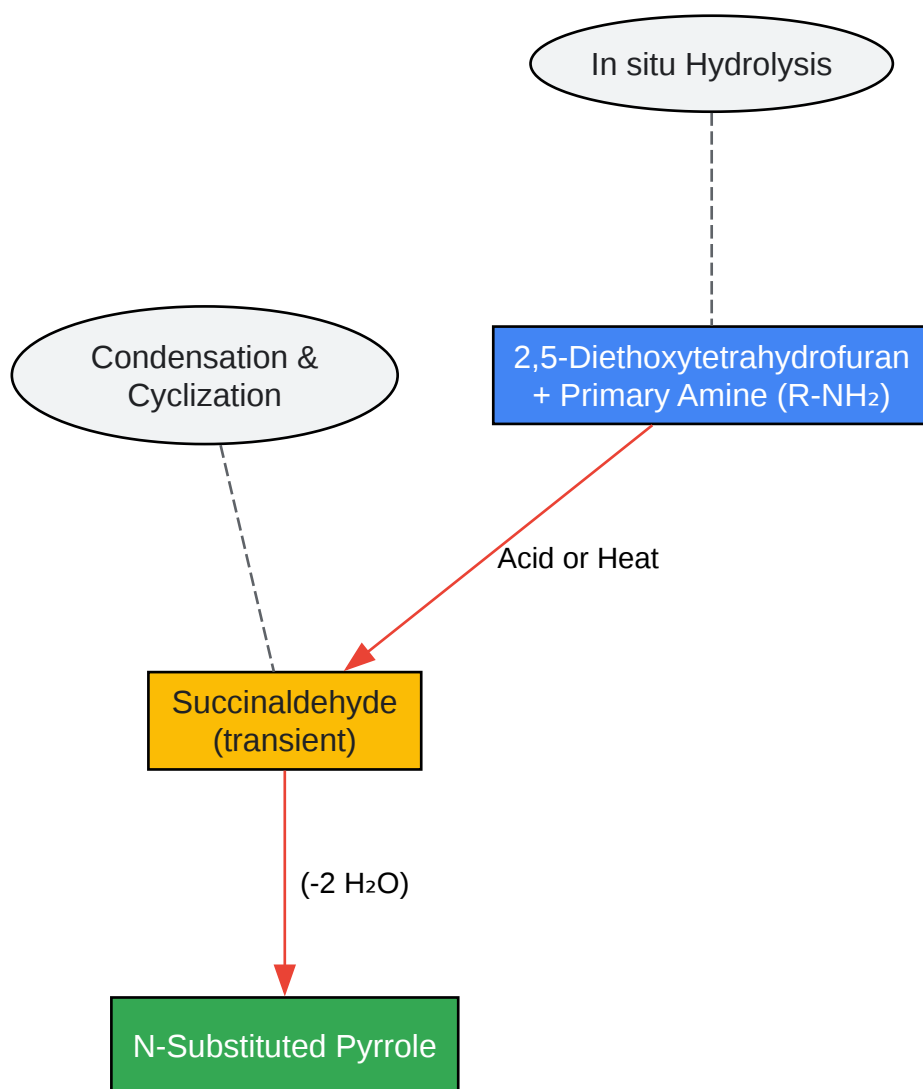 In situ Hydrolysis
2,5-Diethoxytetrahydrofuran
+ Primary Amine (R-NH₂)
Condensation &
Cyclization
Acid or Heat
Succinaldehyde
(transient)
(-2 H₂O)
N-Substituted Pyrrole